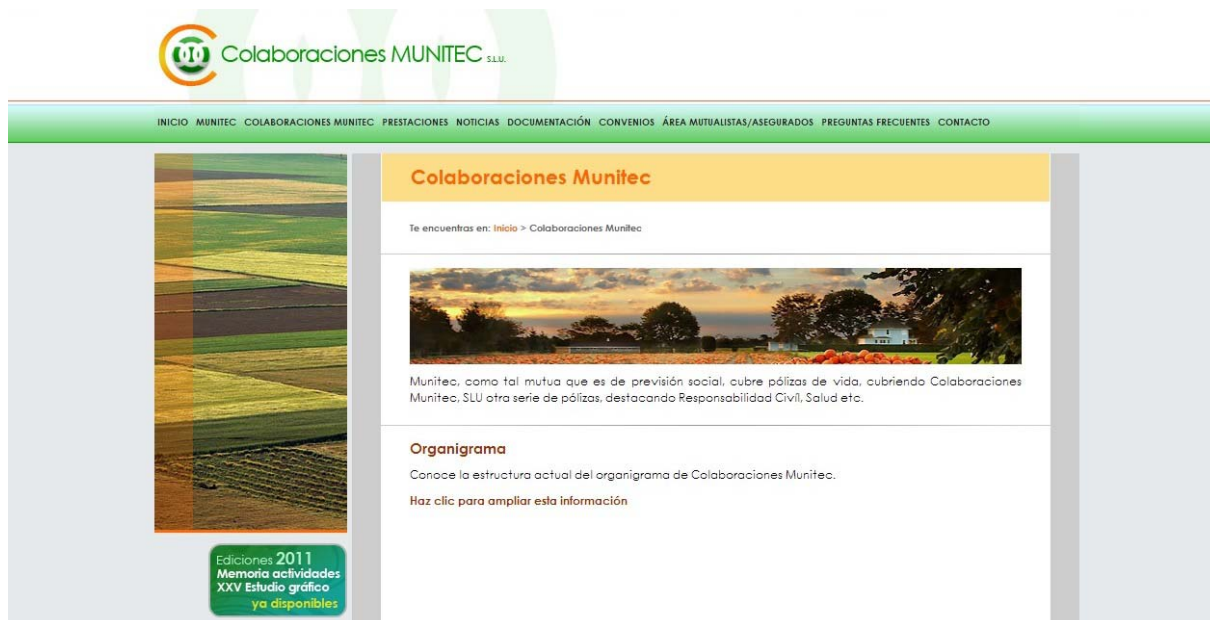 Colaboraciones MUNITEC S.L.U.
INICIO MUNITEC COLABORACIONES MUNITEC PRESTACIONES NOTICIAS DOCUMENTACIÓN CONVENIOS ÁREA MUTUALISTAS/ASEGURADOS PREGUNTAS FRECUENTES CONTACTO
Colaboraciones Munitec
Te encuentras en: Inicio > Colaboraciones Munitec
Munitec, como tal mutua que es de previsión social, cubre pólizas de vida, cubriendo Colaboraciones
Munitec, SLU otra serie de pólizas, destacando Responsabilidad Civíl, Salud etc.
Organigrama
Conoce la estructura actual del organigrama de Colaboraciones Munitec.
Haz clic para ampliar esta información
Ediciones 2011
Memoria actividades
XXV Estudio gráfico
ya disponibles